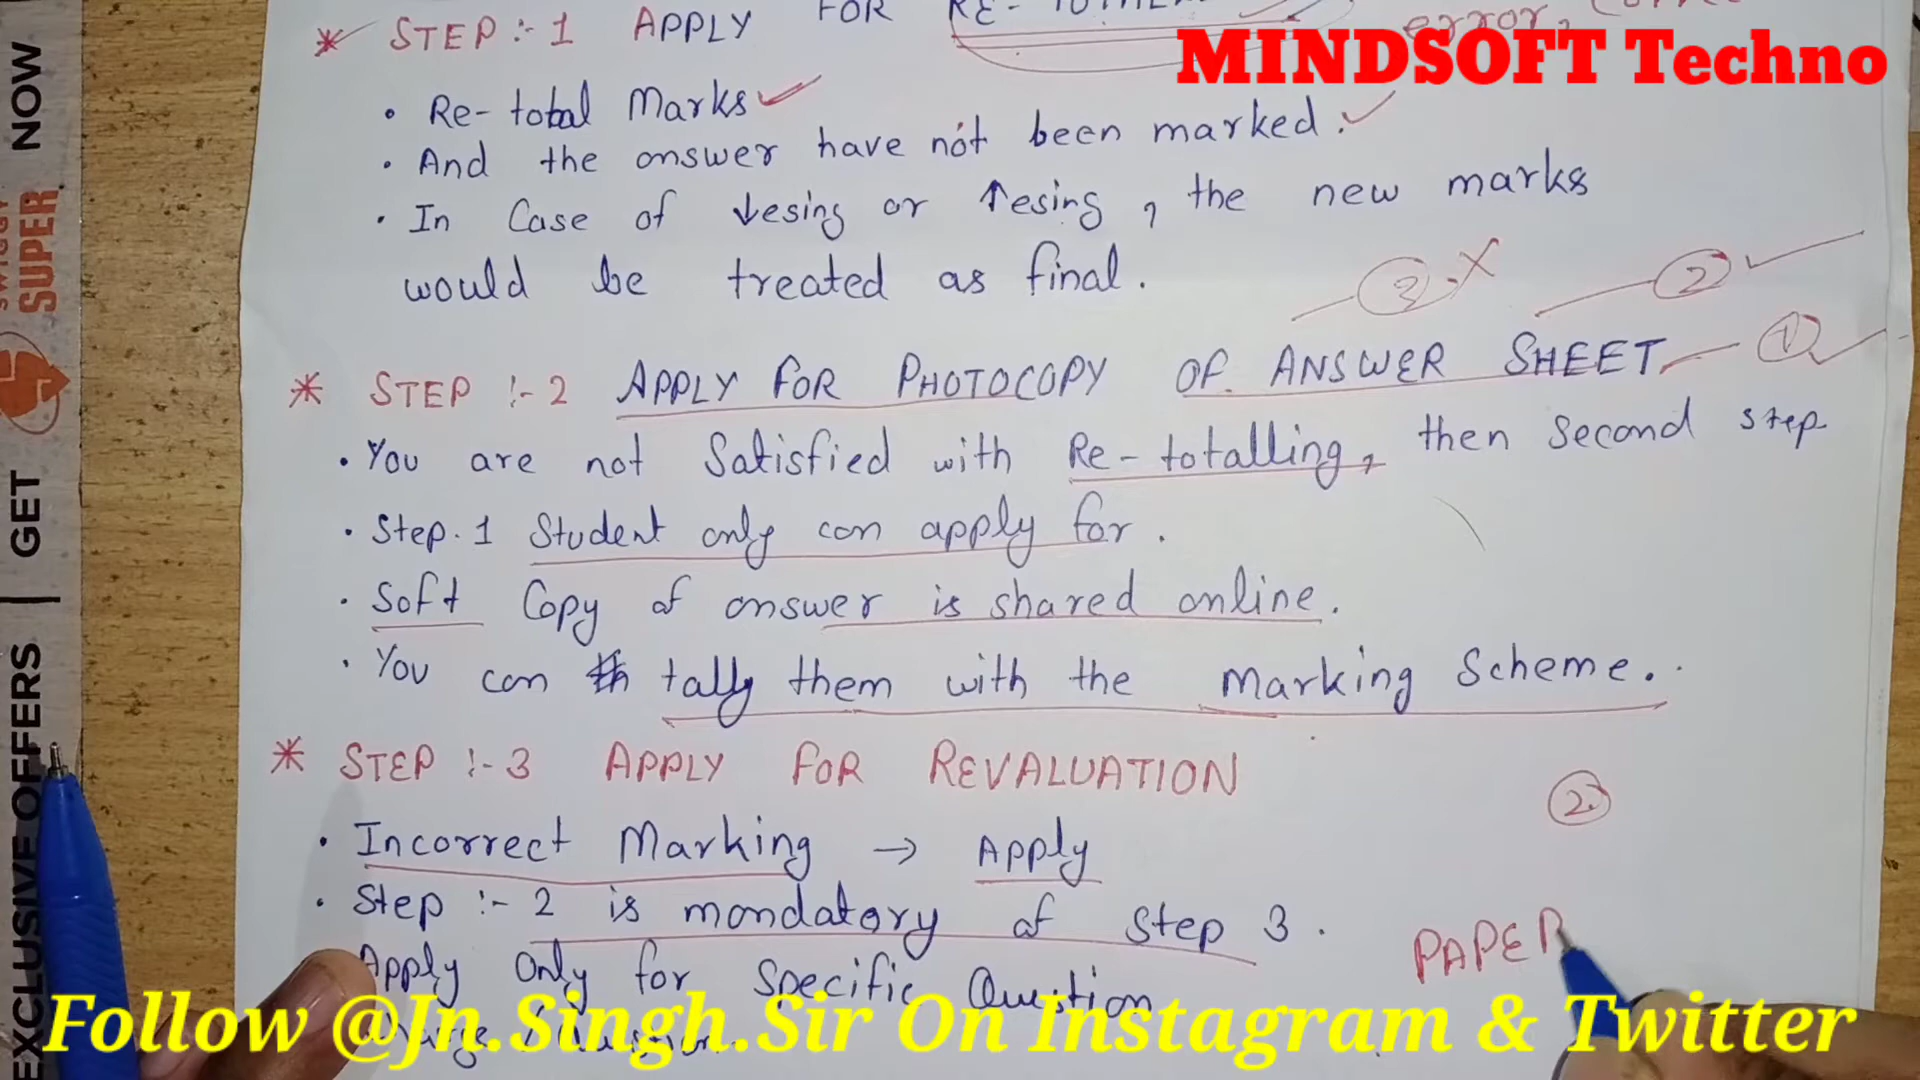 * STEP :- 1 APPLY FOR
error,
MINDSOFT Techno
• Re-total Marks
• And the answer have not been marked.
• In Case of ↓esing or ↑esing, the new marks
would be treated as final.
3 X
2
1
* STEP :- 2 APPLY FOR PHOTOCOPY OF ANSWER SHEET
• You are not Satisfied with Re-totalling, then Second step
• Step. 1 Student only can apply for.
• Soft Copy of answer is shared online.
• You can tally them with the marking Scheme.
* STEP :- 3 APPLY FOR REVALUATION
2.
• Incorrect Marking → Apply
• Step :- 2 is mandatory of Step 3.
PAPER
Apply Only for Specific Question
Follow @Jn.Singh.Sir On Instagram & Twitter
EXCLUSIVE OFFERS | GET SUPER NOW